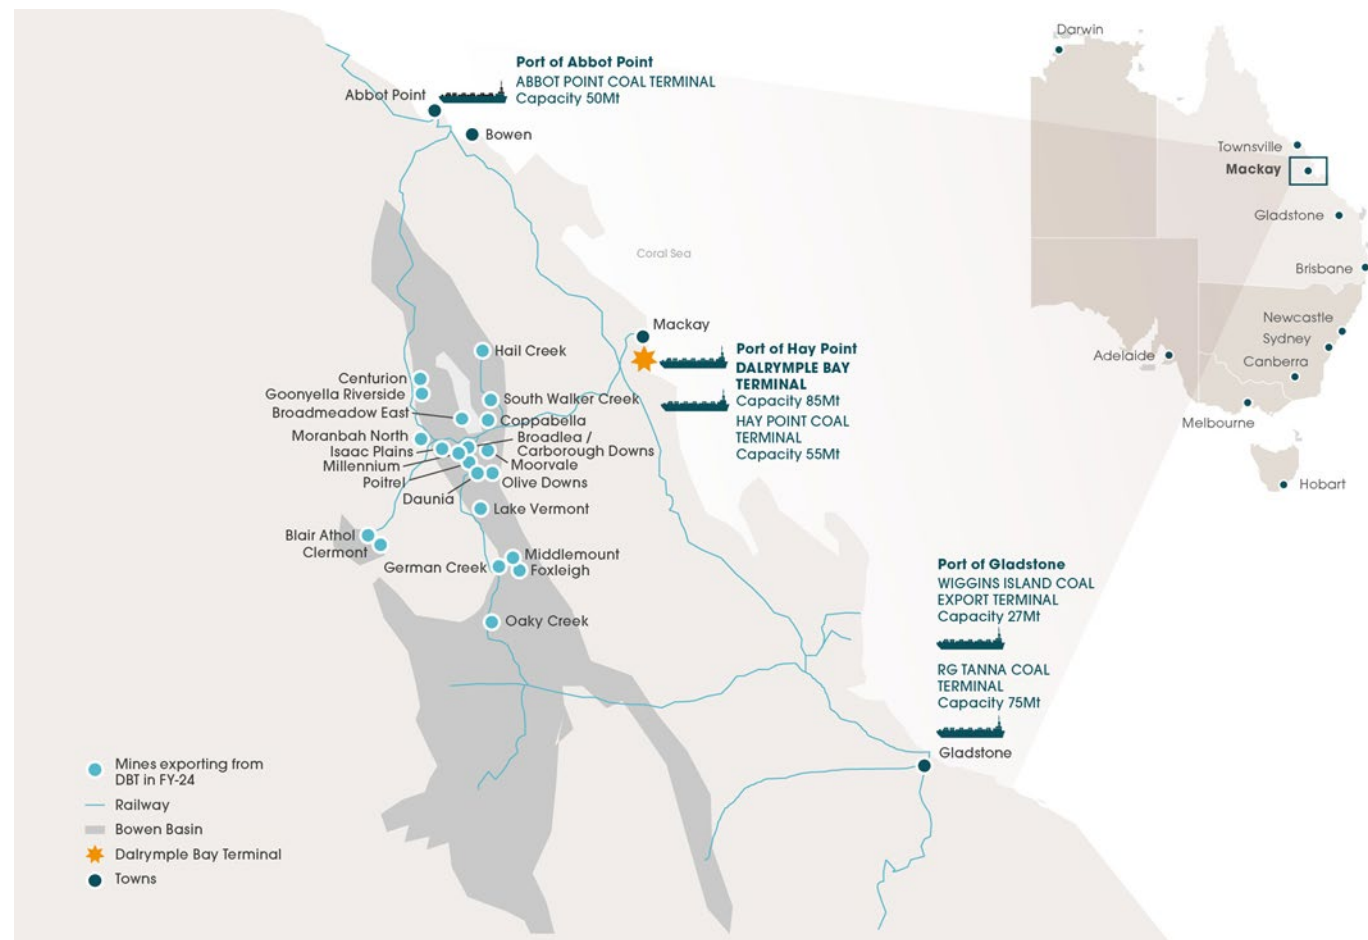 Port of Abbot Point
ABBOT POINT COAL TERMINAL
Capacity 50Mt
Abbot Point
Bowen
Coral Sea
Mackay
Port of Hay Point
DALRYMPLE BAY
TERMINAL
Capacity 85Mt
HAY POINT COAL
TERMINAL
Capacity 55Mt
Hail Creek
Centurion
Goonyella Riverside
South Walker Creek
Broadmeadow East
Coppabella
Moranbah North
Broadlea /
Carborough Downs
Isaac Plains
Millennium
Moorvale
Poitrel
Olive Downs
Daunia
Lake Vermont
Blair Athol
Clermont
Middlemount
German Creek
Foxleigh
Oaky Creek
Port of Gladstone
WIGGINS ISLAND COAL
EXPORT TERMINAL
Capacity 27Mt
RG TANNA COAL
TERMINAL
Capacity 75Mt
Gladstone
Mines exporting from
DBT in FY-24
Railway
Bowen Basin
Dalrymple Bay Terminal
Towns
Darwin
Townsville
Mackay
Gladstone
Brisbane
Newcastle
Sydney
Canberra
Adelaide
Melbourne
Hobart